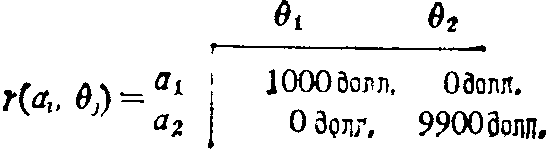 θ₁ θ₂
a₁ 1000 долл. 0 долл.
r(aᵢ, θⱼ) =
a₂ 0 долл. 9900 долл.